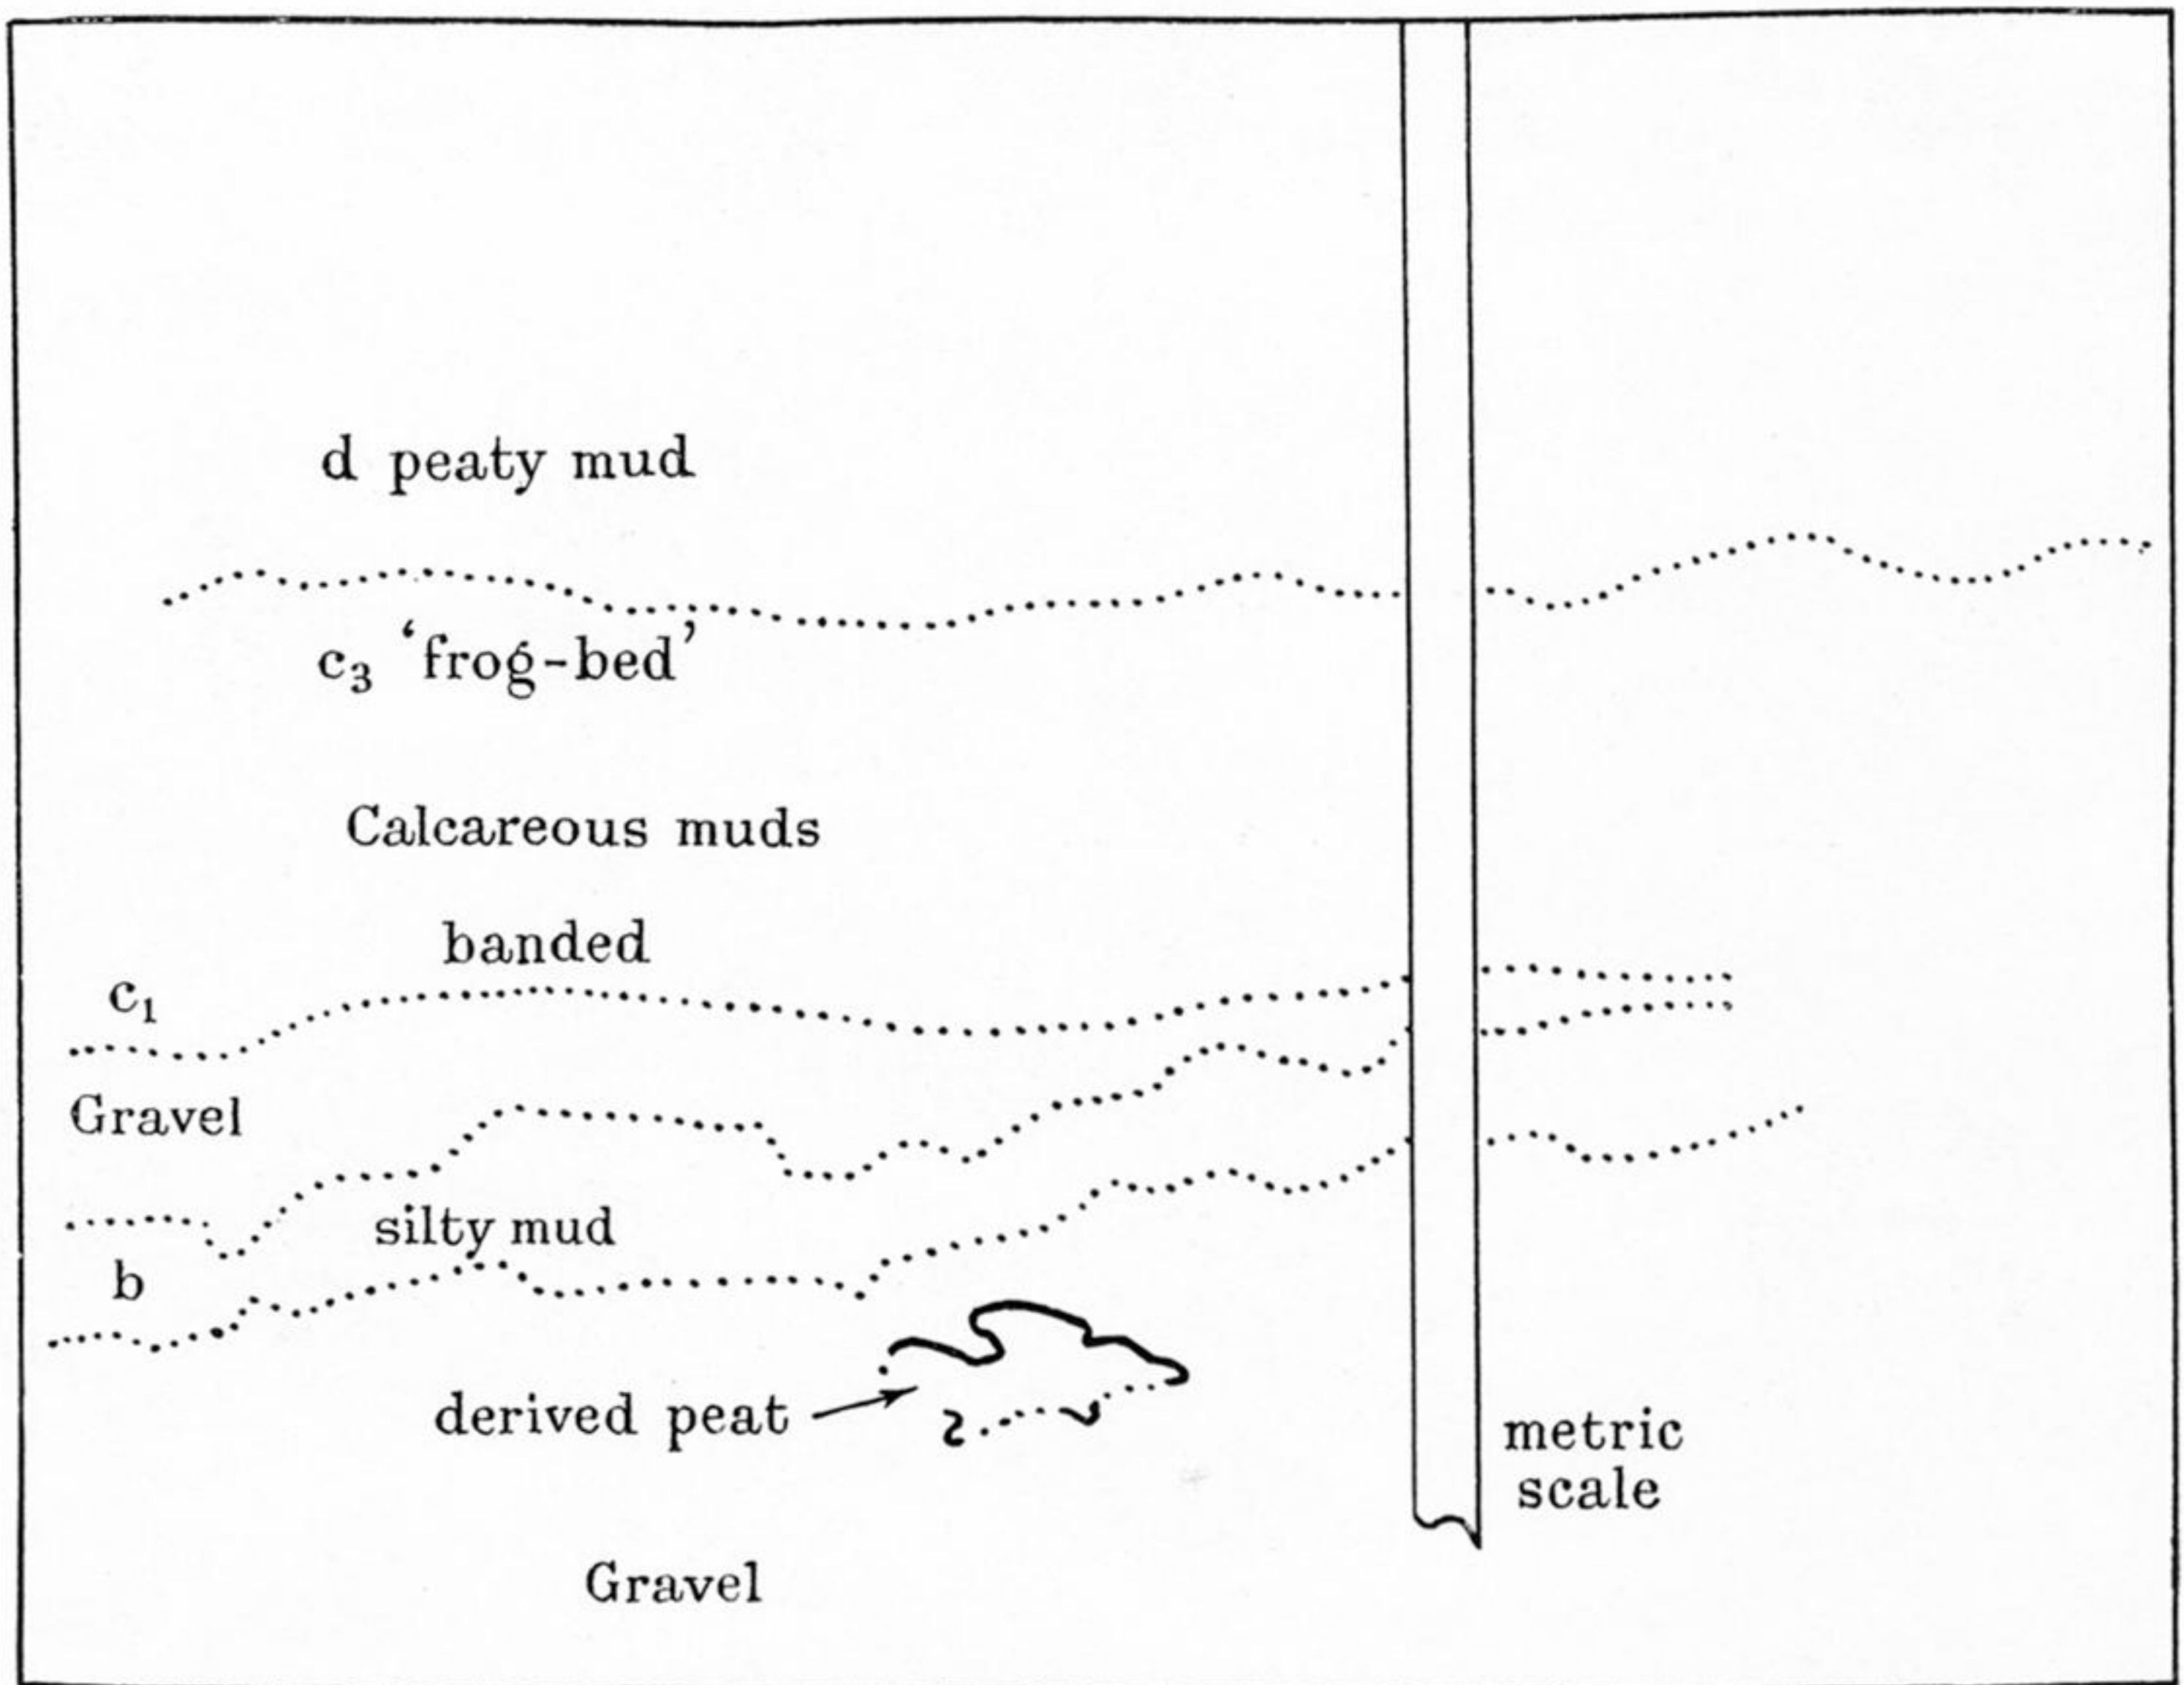 d peaty mud
c₃ ‘frog-bed’
Calcareous muds
banded
c₁
Gravel
silty mud
b
derived peat
metric
scale
Gravel